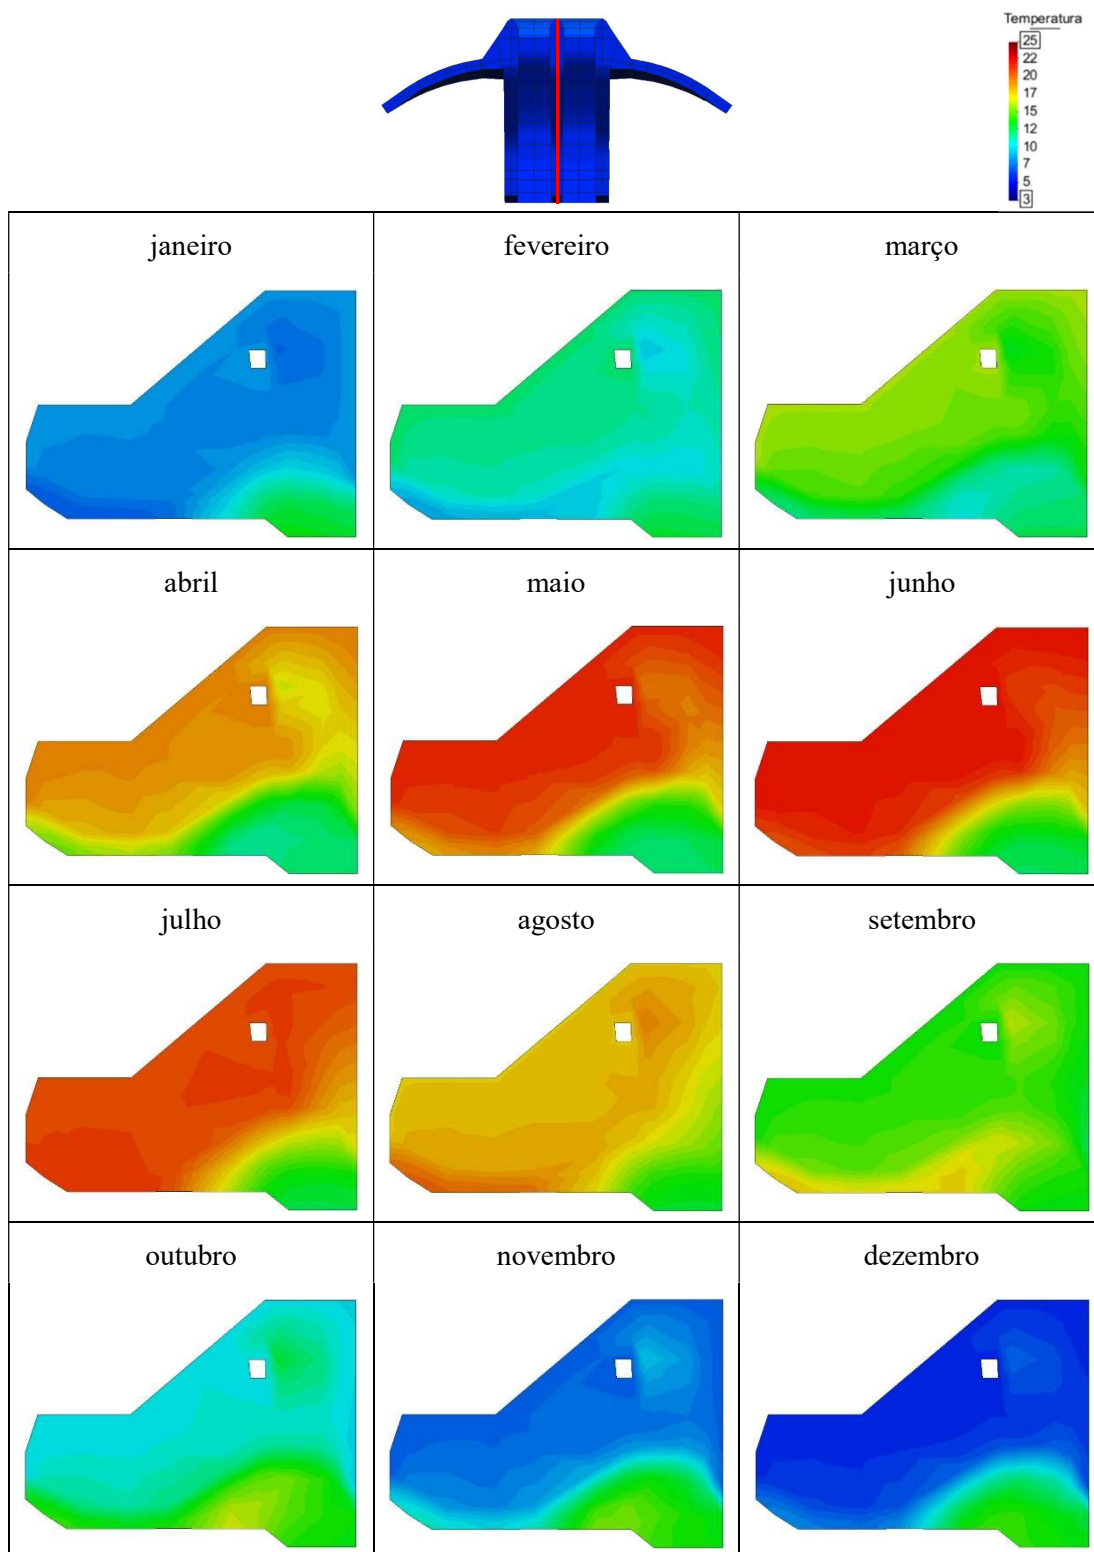 Temperatura
25
22
20
17
15
12
10
7
5
3
janeiro
fevereiro
março
abril
maio
junho
julho
agosto
setembro
outubro
novembro
dezembro